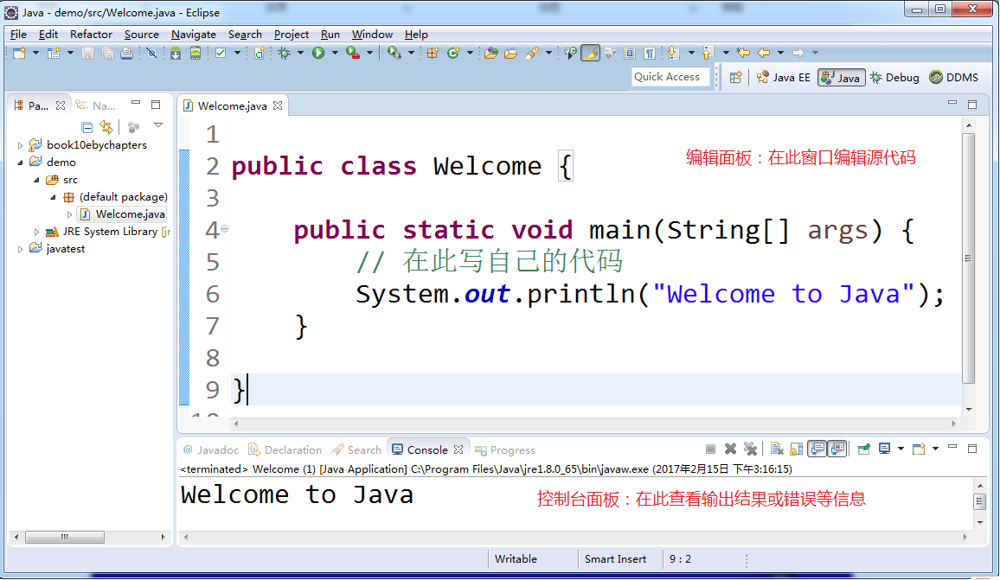 Java - demo/src/Welcome.java - Eclipse
File Edit Refactor Source Navigate Search Project Run Window Help
Quick Access
Java EE Java Debug DDMS
Pa... Na...
book10ebychapters
demo
src
(default package)
Welcome.java
JRE System Library [jr
javatest
Welcome.java
1
2 public class Welcome {
编辑面板：在此窗口编辑源代码
3
4 public static void main(String[] args) {
5 // 在此写自己的代码
6 System.out.println("Welcome to Java");
7 }
8
9 }
10
@ Javadoc Declaration Search Console Progress
<terminated> Welcome (1) [Java Application] C:\Program Files\Java\jre1.8.0_65\bin\javaw.exe (2017年2月15日 下午3:16:15)
Welcome to Java
控制台面板：在此查看输出结果或错误等信息
Writable Smart Insert 9 : 2